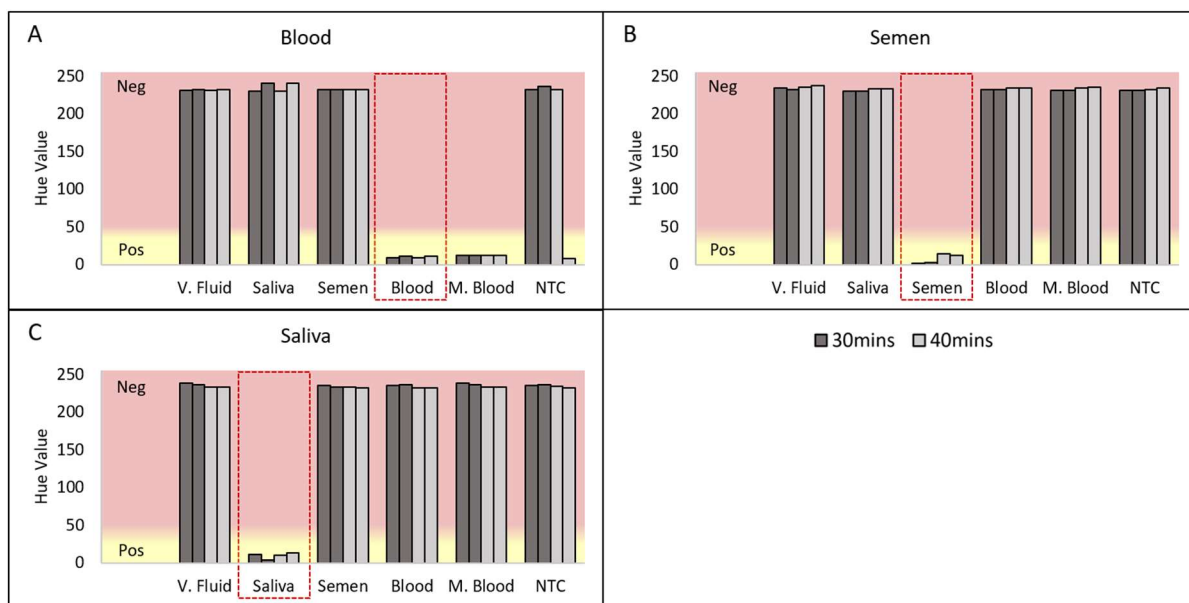 A
Blood
Hue Value
250
200
150
100
50
0
Neg
Pos
V. Fluid Saliva Semen Blood M. Blood NTC
B
Semen
Hue Value
250
200
150
100
50
0
Neg
Pos
V. Fluid Saliva Semen Blood M. Blood NTC
C
Saliva
Hue Value
250
200
150
100
50
0
Neg
Pos
V. Fluid Saliva Semen Blood M. Blood NTC
30mins 40mins